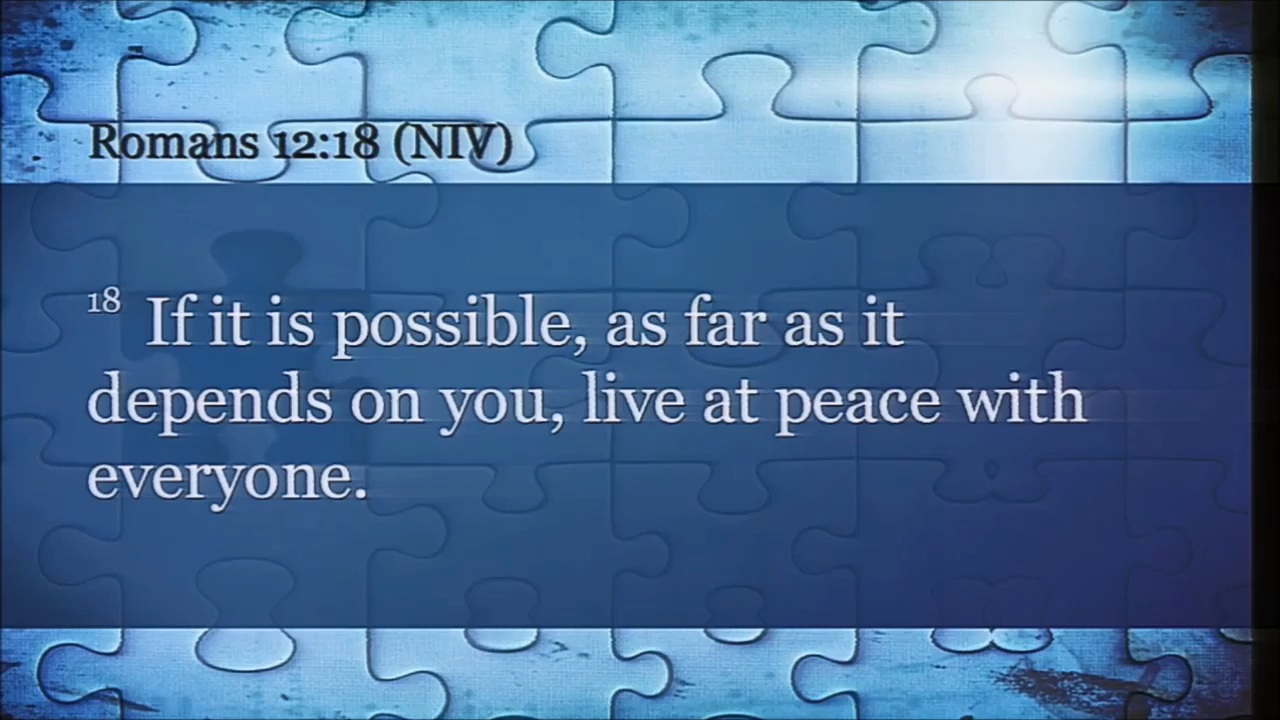 Romans 12:18 (NIV)
18 If it is possible, as far as it
depends on you, live at peace with
everyone.